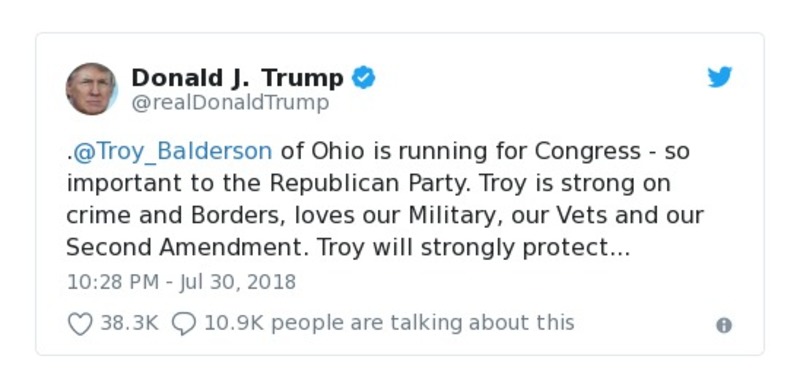 Donald J. Trump
@realDonaldTrump
.@Troy_Balderson of Ohio is running for Congress - so
important to the Republican Party. Troy is strong on
crime and Borders, loves our Military, our Vets and our
Second Amendment. Troy will strongly protect...
10:28 PM - Jul 30, 2018
38.3K 10.9K people are talking about this